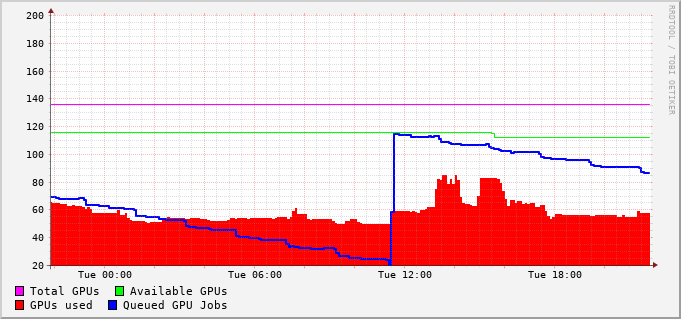 200
180
160
140
120
100
80
60
40
20
Tue 00:00 Tue 06:00 Tue 12:00 Tue 18:00
Total GPUs Available GPUs
GPUs used Queued GPU Jobs
RRDTOOL / TOBI OETIKER